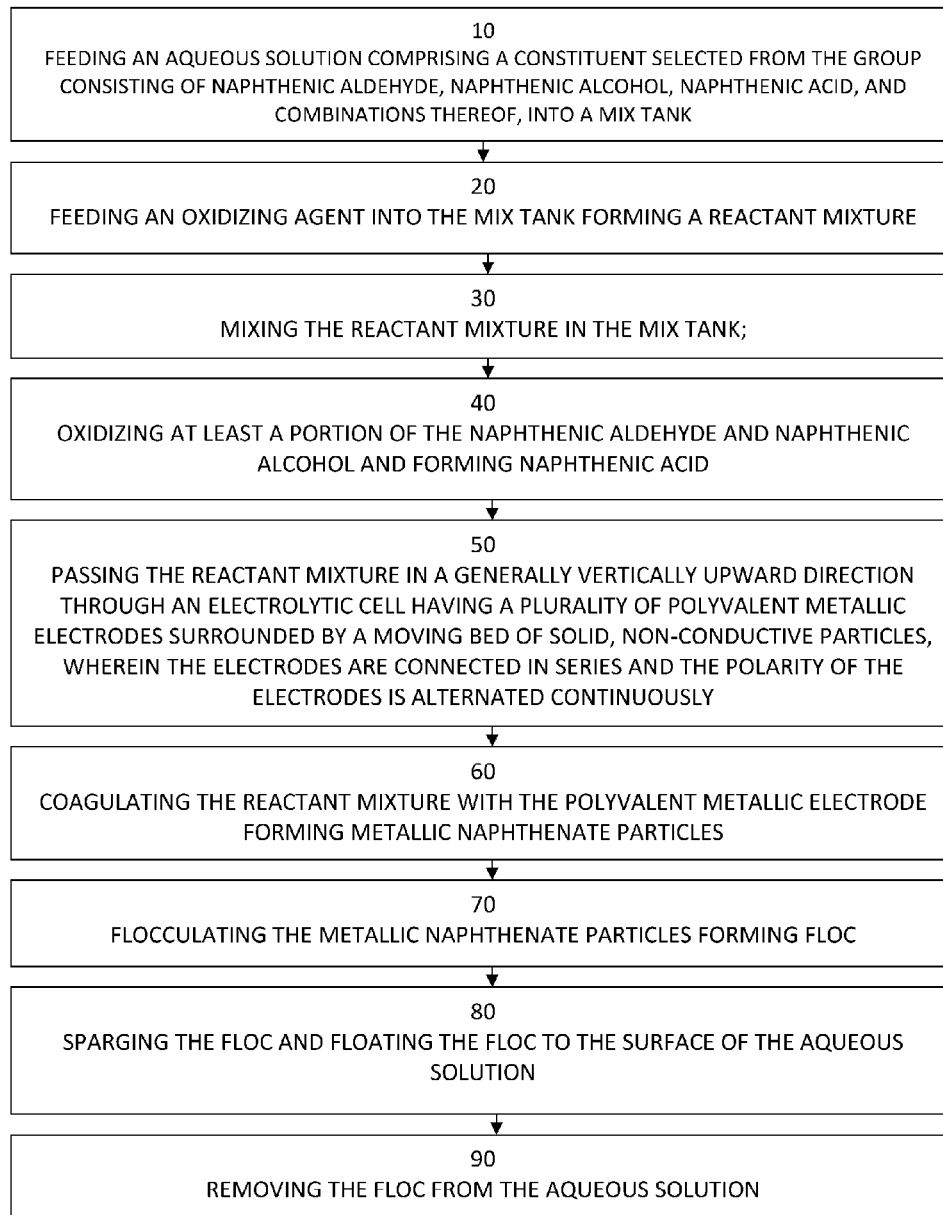 10
FEEDING AN AQUEOUS SOLUTION COMPRISING A CONSTITUENT SELECTED FROM THE GROUP
CONSISTING OF NAPHTHENIC ALDEHYDE, NAPHTHENIC ALCOHOL, NAPHTHENIC ACID, AND
COMBINATIONS THEREOF, INTO A MIX TANK
20
FEEDING AN OXIDIZING AGENT INTO THE MIX TANK FORMING A REACTANT MIXTURE
30
MIXING THE REACTANT MIXTURE IN THE MIX TANK;
40
OXIDIZING AT LEAST A PORTION OF THE NAPHTHENIC ALDEHYDE AND NAPHTHENIC
ALCOHOL AND FORMING NAPHTHENIC ACID
50
PASSING THE REACTANT MIXTURE IN A GENERALLY VERTICALLY UPWARD DIRECTION
THROUGH AN ELECTROLYTIC CELL HAVING A PLURALITY OF POLYVALENT METALLIC
ELECTRODES SURROUNDED BY A MOVING BED OF SOLID, NON-CONDUCTIVE PARTICLES,
WHEREIN THE ELECTRODES ARE CONNECTED IN SERIES AND THE POLARITY OF THE
ELECTRODES IS ALTERNATED CONTINUOUSLY
60
COAGULATING THE REACTANT MIXTURE WITH THE POLYVALENT METALLIC ELECTRODE
FORMING METALLIC NAPHTHENATE PARTICLES
70
FLOCCULATING THE METALLIC NAPHTHENATE PARTICLES FORMING FLOC
80
SPARGING THE FLOC AND FLOATING THE FLOC TO THE SURFACE OF THE AQUEOUS
SOLUTION
90
REMOVING THE FLOC FROM THE AQUEOUS SOLUTION